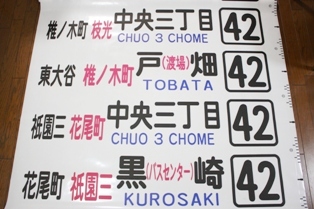 椎ノ木町 枝光 中央三丁目 42
CHUO 3 CHOME
東大谷 椎ノ木町 戸(渡場)畑 42
TOBATA
祇園三 花尾町 中央三丁目 42
CHUO 3 CHOME
花尾町 祇園三 黒(バスセンター)崎 42
KUROSAKI